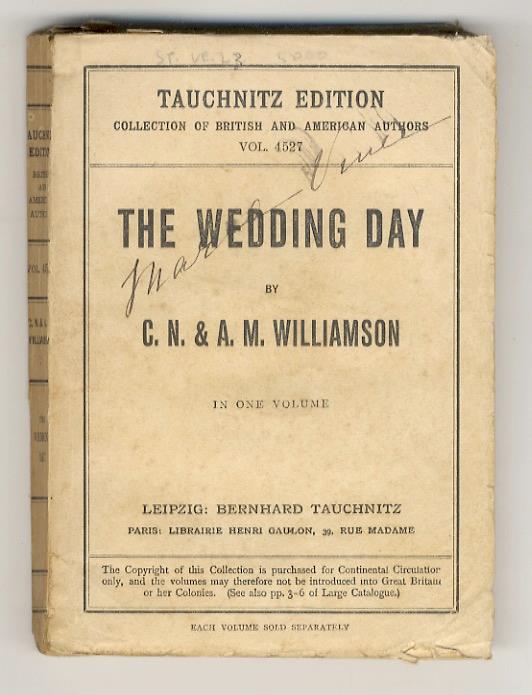 TAUCHNITZ EDITION
COLLECTION OF BRITISH AND AMERICAN AUTHORS
VOL. 4527
THE WEDDING DAY
BY
C. N. & A. M. WILLIAMSON
IN ONE VOLUME
LEIPZIG: BERNHARD TAUCHNITZ
PARIS: LIBRAIRIE HENRI GAULON, 39, RUE MADAME
The Copyright of this Collection is purchased for Continental Circulation
only, and the volumes may therefore not be introduced into Great Britain
or her Colonies. (See also pp. 3-6 of Large Catalogue.)
EACH VOLUME SOLD SEPARATELY